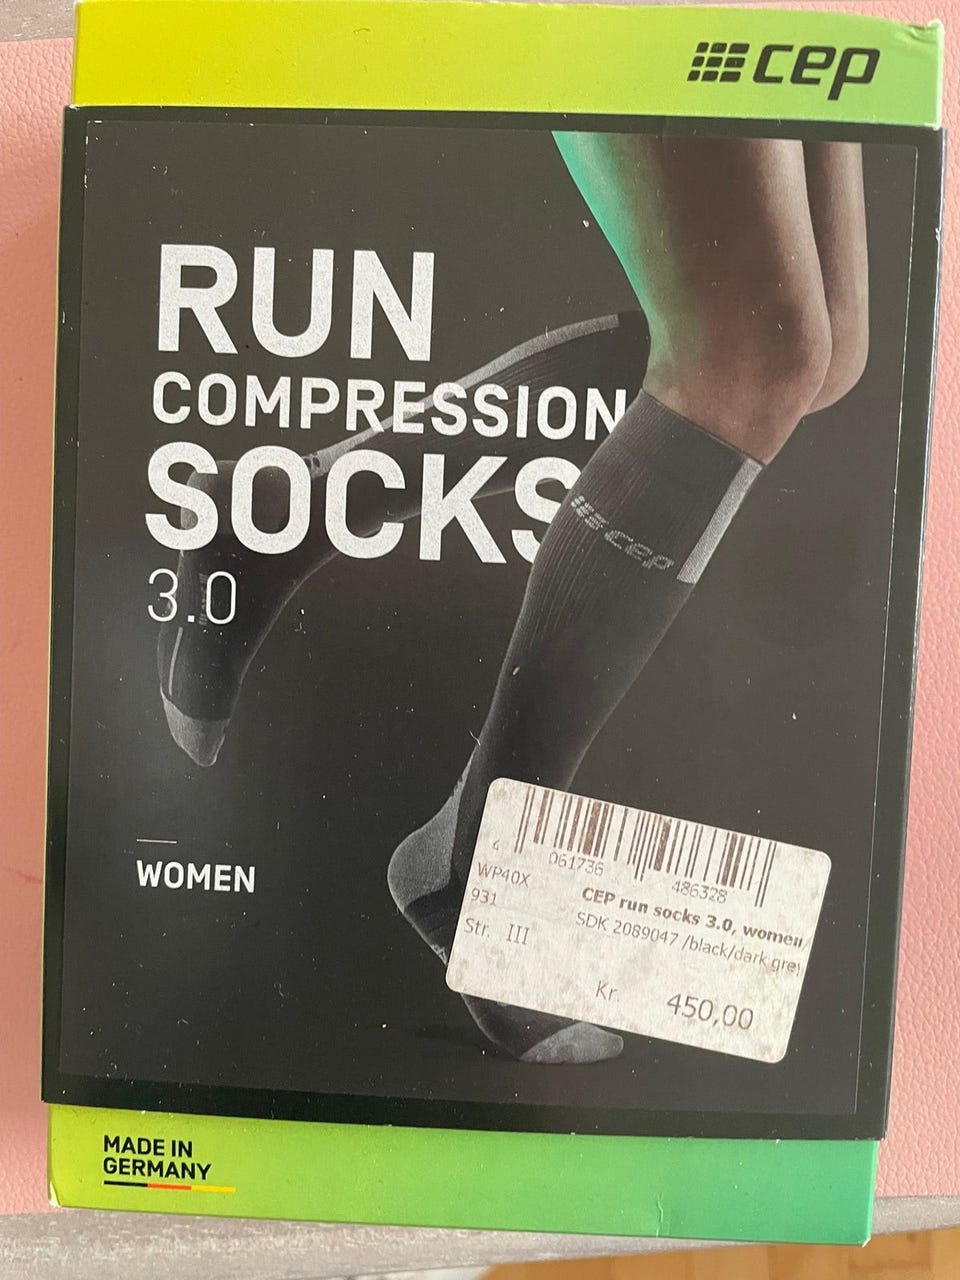 cep
RUN
COMPRESSION
SOCKS
3.0
cep
WOMEN
4 061736 486328
WP40X
931
CEP run socks 3.0, women
SDK 2089047 /black/dark grey
Str. III
Kr. 450,00
MADE IN
GERMANY